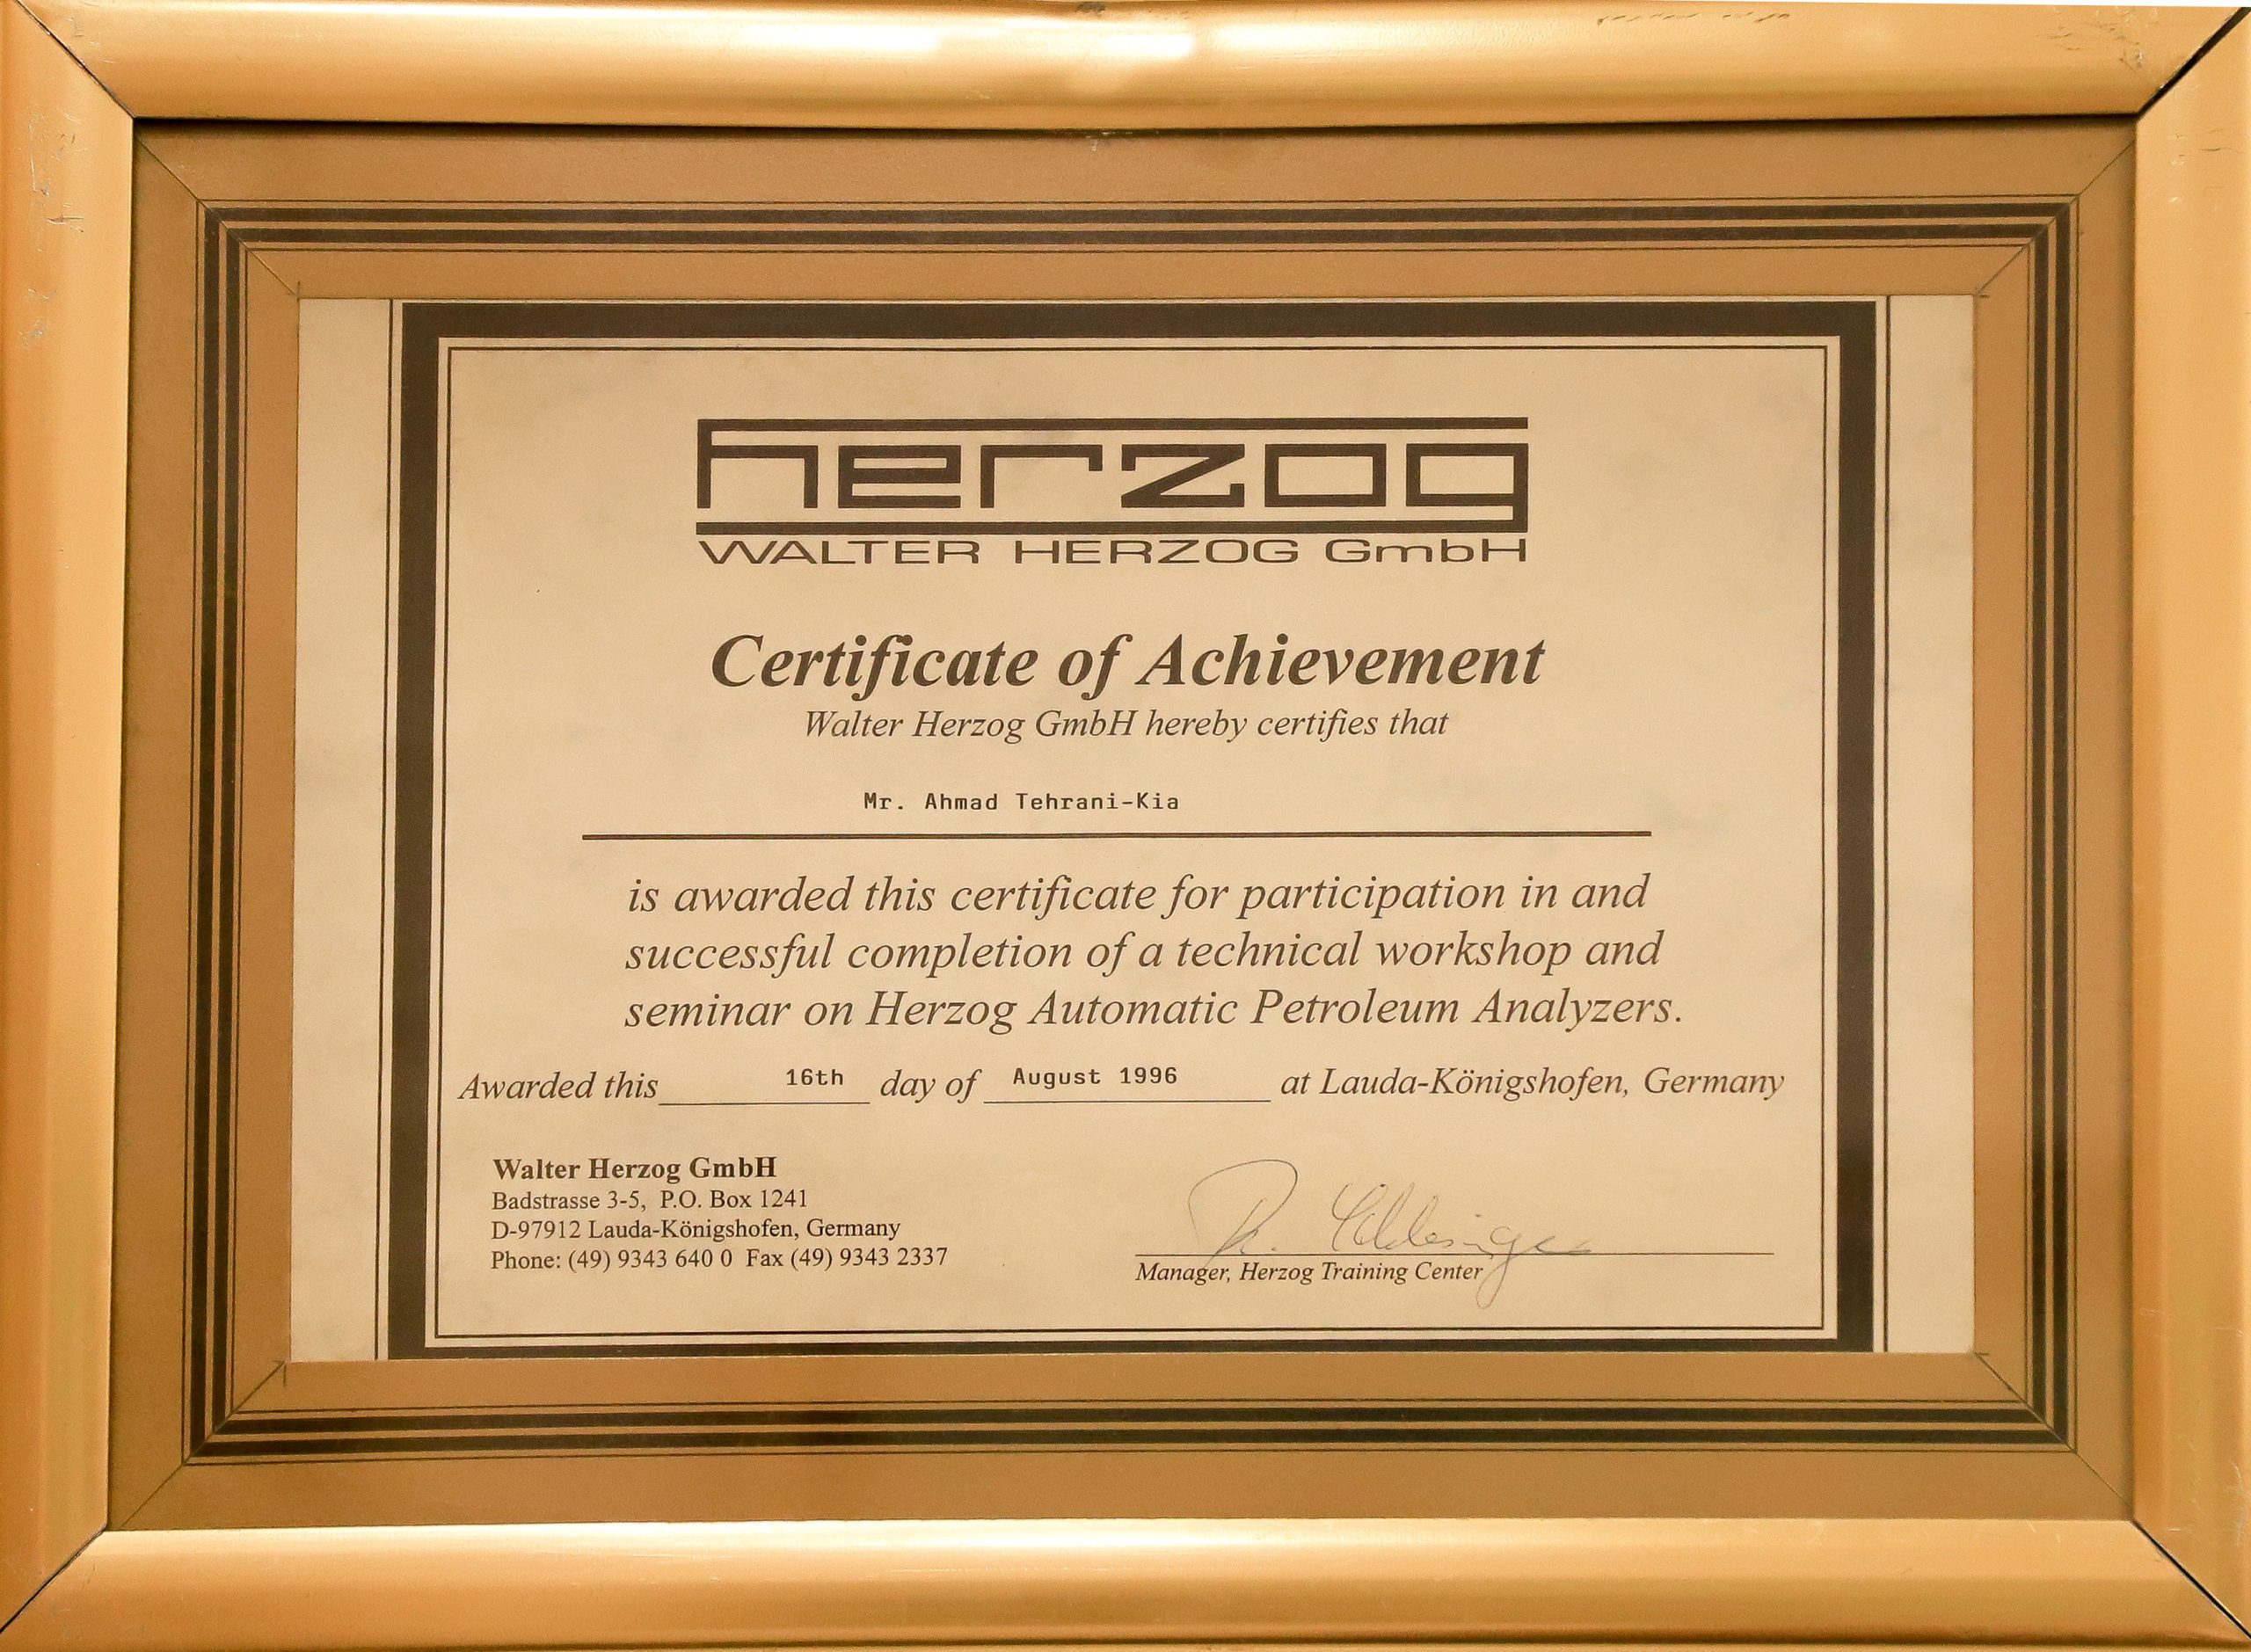 herzog
WALTER HERZOG GmbH
Certificate of Achievement
Walter Herzog GmbH hereby certifies that
Mr. Ahmad Tehrani-Kia
is awarded this certificate for participation in and
successful completion of a technical workshop and
seminar on Herzog Automatic Petroleum Analyzers.
Awarded this 16th day of August 1996 at Lauda-Königshofen, Germany
Walter Herzog GmbH
Badstrasse 3-5, P.O. Box 1241
D-97912 Lauda-Königshofen, Germany
Phone: (49) 9343 640 0 Fax (49) 9343 2337
Manager, Herzog Training Center